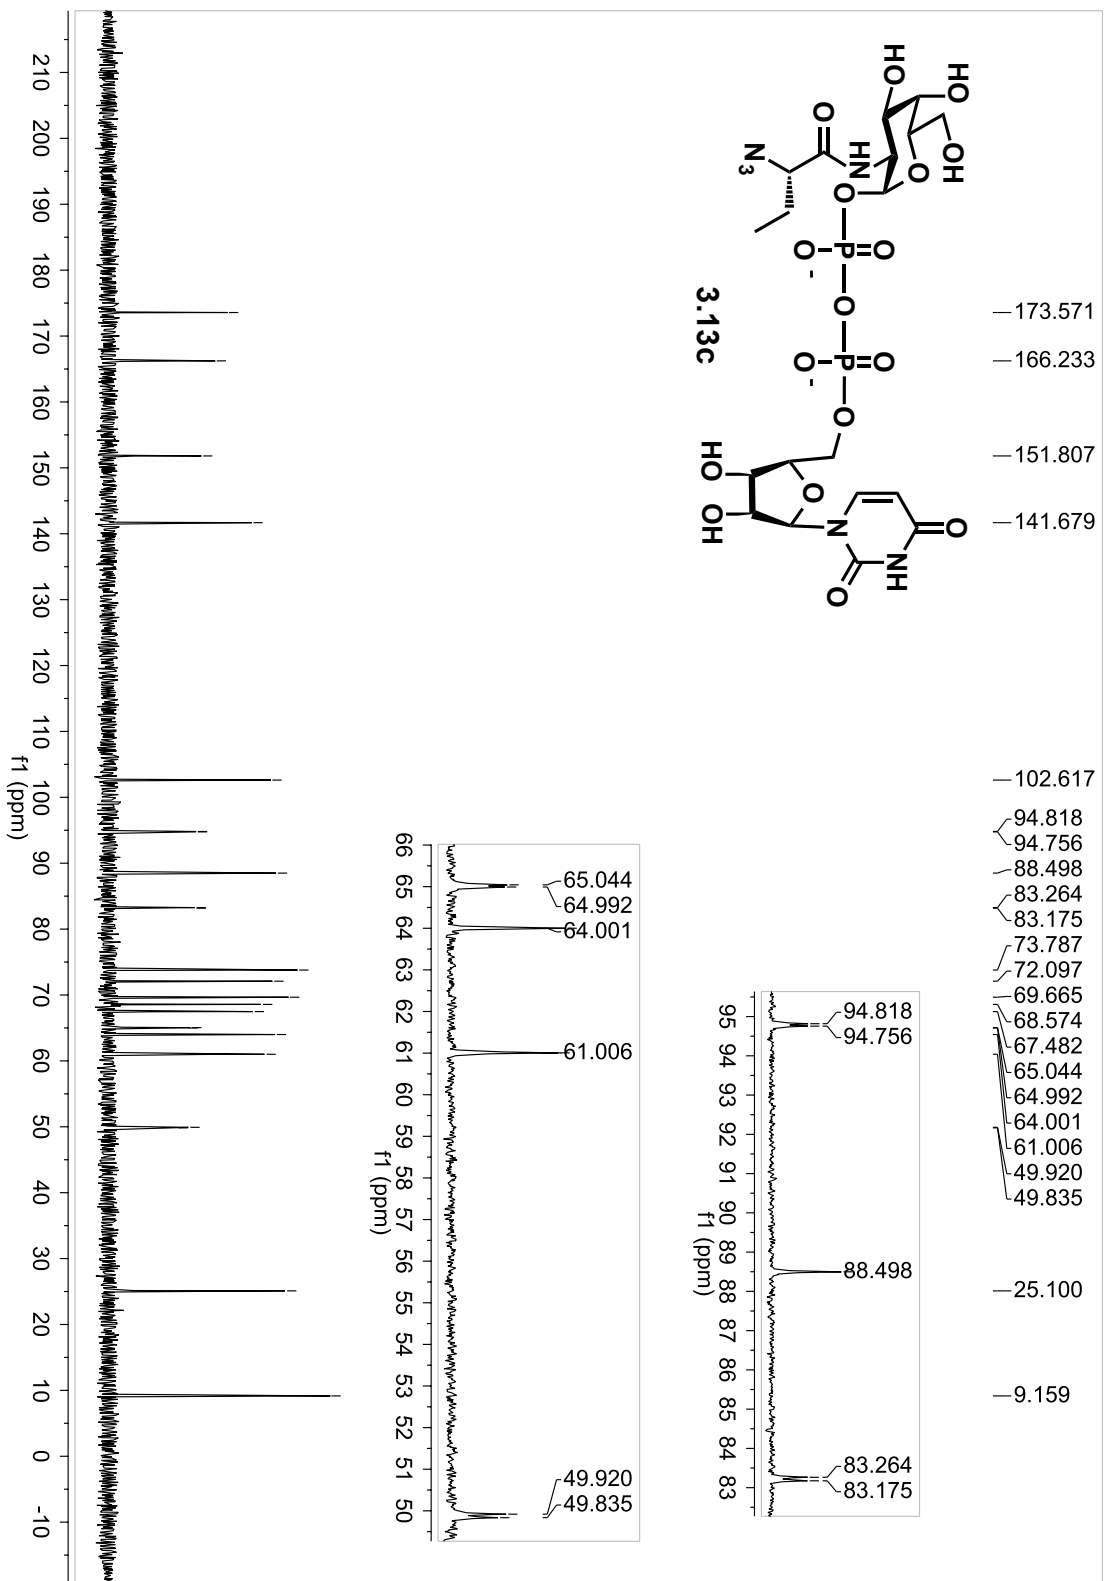 HO
HO
OH
O
HN
O
N3
O
O
P
O
O
-
O
O
P
O
-
O
HO
OH
O
N
O
NH
O
3.13c
173.571
166.233
151.807
141.679
102.617
94.818
94.756
88.498
83.264
83.175
73.787
72.097
69.665
68.574
67.482
65.044
64.992
64.001
61.006
49.920
49.835
25.100
9.159
94.818
94.756
88.498
83.264
83.175
95 94 93 92 91 90 89 88 87 86 85 84 83
f1 (ppm)
65.044
64.992
64.001
61.006
49.920
49.835
66 65 64 63 62 61 60 59 58 57 56 55 54 53 52 51 50
f1 (ppm)
210 200 190 180 170 160 150 140 130 120 110 100 90 80 70 60 50 40 30 20 10 0 -10
f1 (ppm)